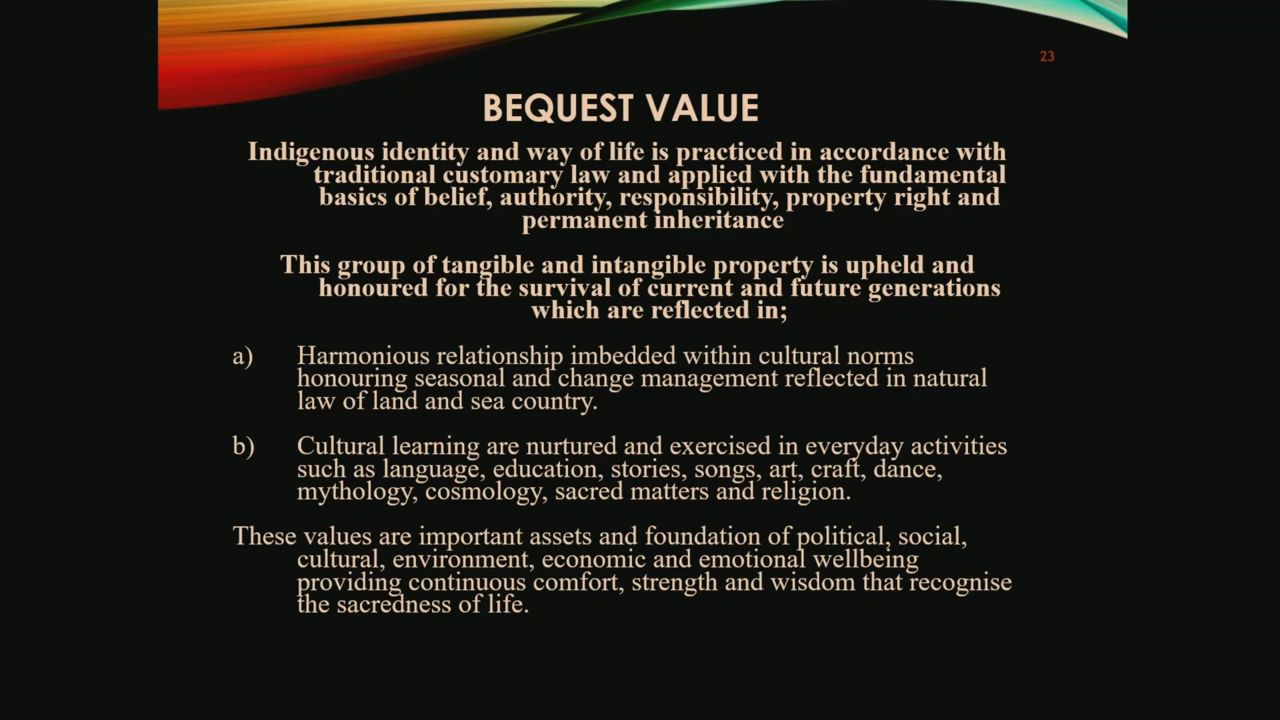 23
BEQUEST VALUE
Indigenous identity and way of life is practiced in accordance with
traditional customary law and applied with the fundamental
basics of belief, authority, responsibility, property right and
permanent inheritance
This group of tangible and intangible property is upheld and
honoured for the survival of current and future generations
which are reflected in;
a) Harmonious relationship imbedded within cultural norms
honouring seasonal and change management reflected in natural
law of land and sea country.
b) Cultural learning are nurtured and exercised in everyday activities
such as language, education, stories, songs, art, craft, dance,
mythology, cosmology, sacred matters and religion.
These values are important assets and foundation of political, social,
cultural, environment, economic and emotional wellbeing
providing continuous comfort, strength and wisdom that recognise
the sacredness of life.